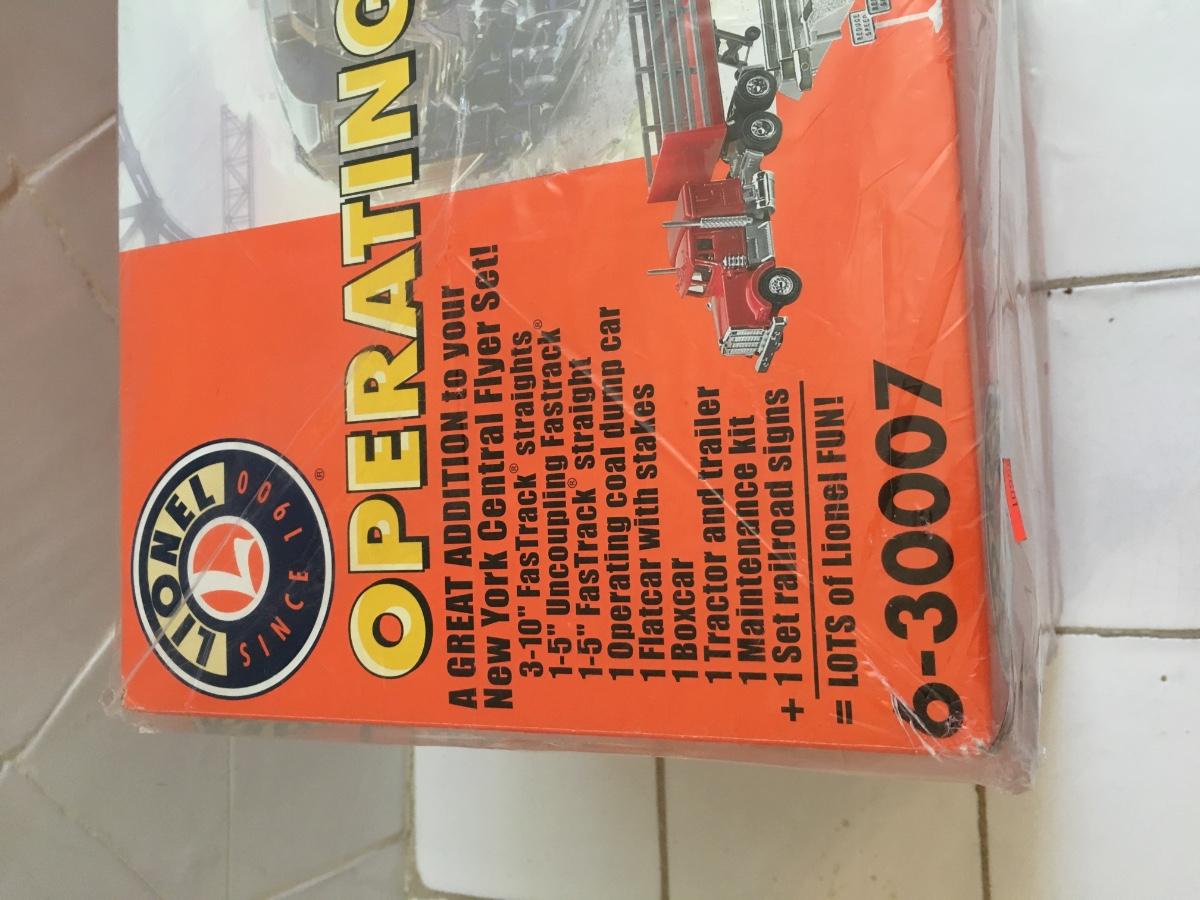 LIONEL
SINCE 1900
®
OPERATING
A GREAT ADDITION to your
New York Central Flyer Set!
3-10" FasTrack® straights
1-5" Uncoupling Fastrack®
1-5" FasTrack® straight
1 Operating coal dump car
1 Flatcar with stakes
1 Boxcar
1 Tractor and trailer
1 Maintenance kit
+ 1 Set railroad signs
= LOTS of Lionel FUN!
6-30007
REDUCE
SPEED